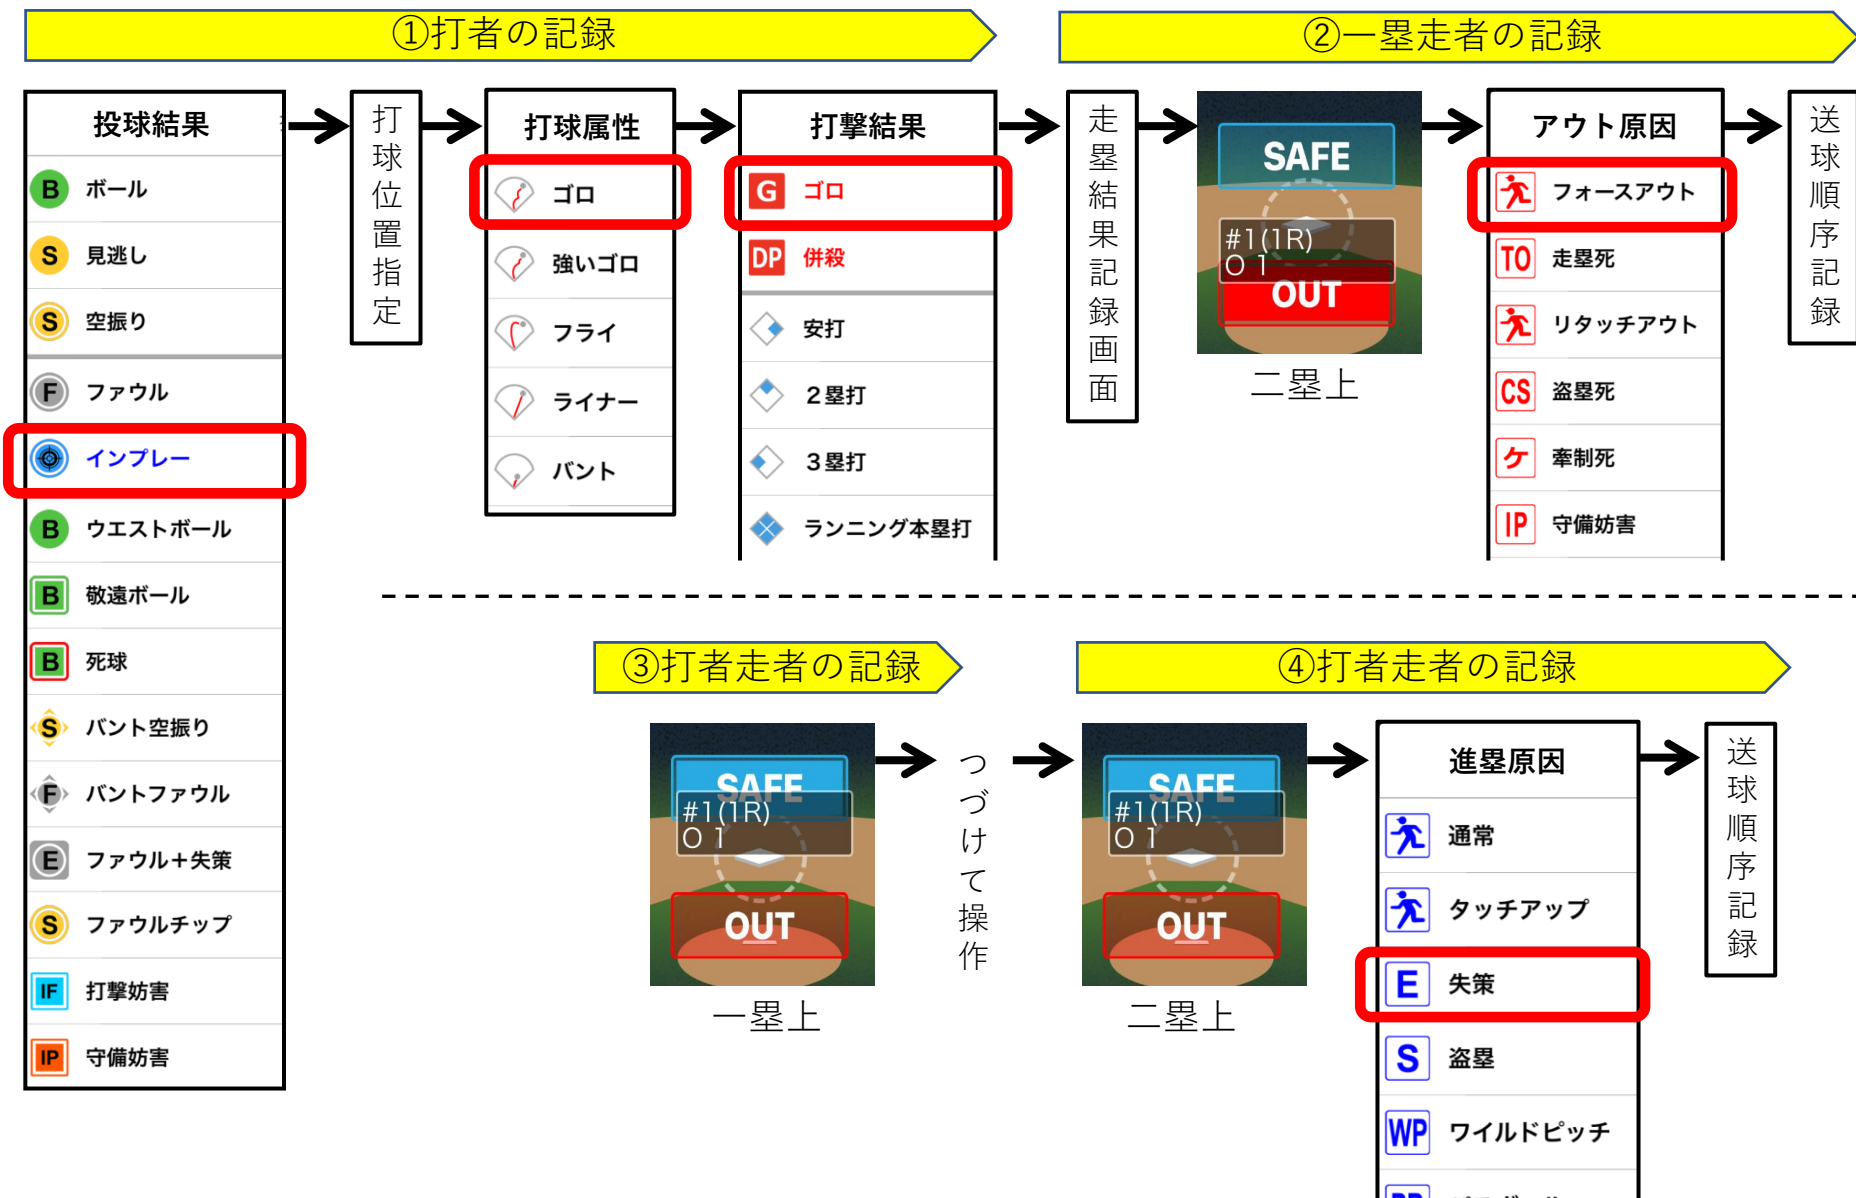 ①打者の記録
②一塁走者の記録
投球結果
B ボール
S 見逃し
S 空振り
F ファウル
インプレー
B ウエストボール
B 敬遠ボール
B 死球
S バント空振り
F バントファウル
E ファウル＋失策
S ファウルチップ
IF 打撃妨害
IP 守備妨害
打球位置指定
打球属性
ゴロ
強いゴロ
フライ
ライナー
バント
打撃結果
G ゴロ
DP 併殺
安打
２塁打
３塁打
ランニング本塁打
走塁結果記録画面
SAFE
#1(1R)
O 1
OUT
二塁上
アウト原因
フォースアウト
TO 走塁死
リタッチアウト
CS 盗塁死
ケ 牽制死
IP 守備妨害
送球順序記録
③打者走者の記録
④打者走者の記録
SAFE
#1(1R)
O 1
OUT
一塁上
つづけて操作
SAFE
#1(1R)
O 1
OUT
二塁上
進塁原因
通常
タッチアップ
E 失策
S 盗塁
WP ワイルドピッチ
送球順序記録